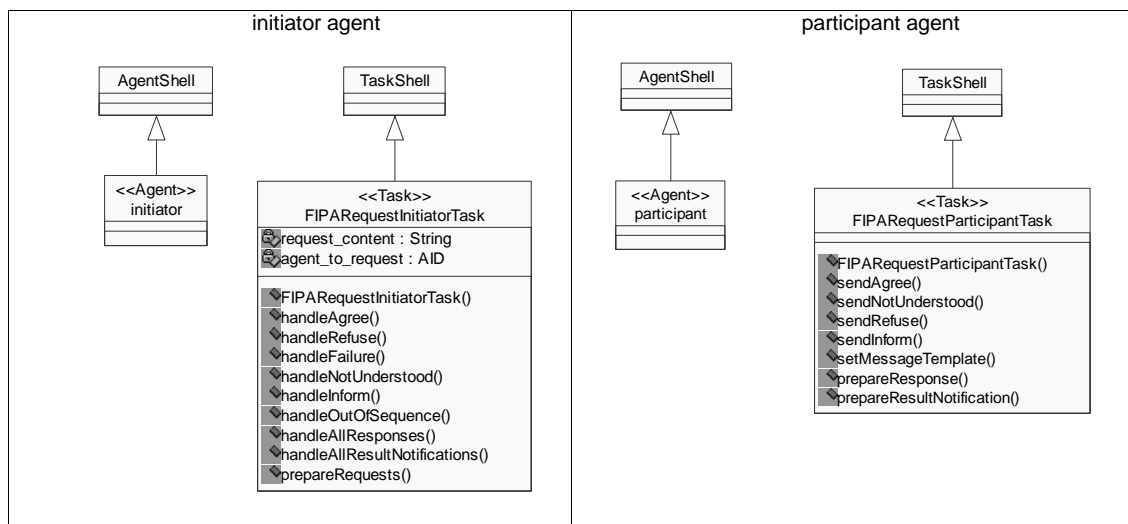 initiator agent
AgentShell
TaskShell
<<Agent>>
initiator
<<Task>>
FIPARequestInitiatorTask
request_content : String
agent_to_request : AID
FIPARequestInitiatorTask()
handleAgree()
handleRefuse()
handleFailure()
handleNotUnderstood()
handleInform()
handleOutOfSequence()
handleAllResponses()
handleAllResultNotifications()
prepareRequests()
participant agent
AgentShell
TaskShell
<<Agent>>
participant
<<Task>>
FIPARequestParticipantTask
FIPARequestParticipantTask()
sendAgree()
sendNotUnderstood()
sendRefuse()
sendInform()
setMessageTemplate()
prepareResponse()
prepareResultNotification()